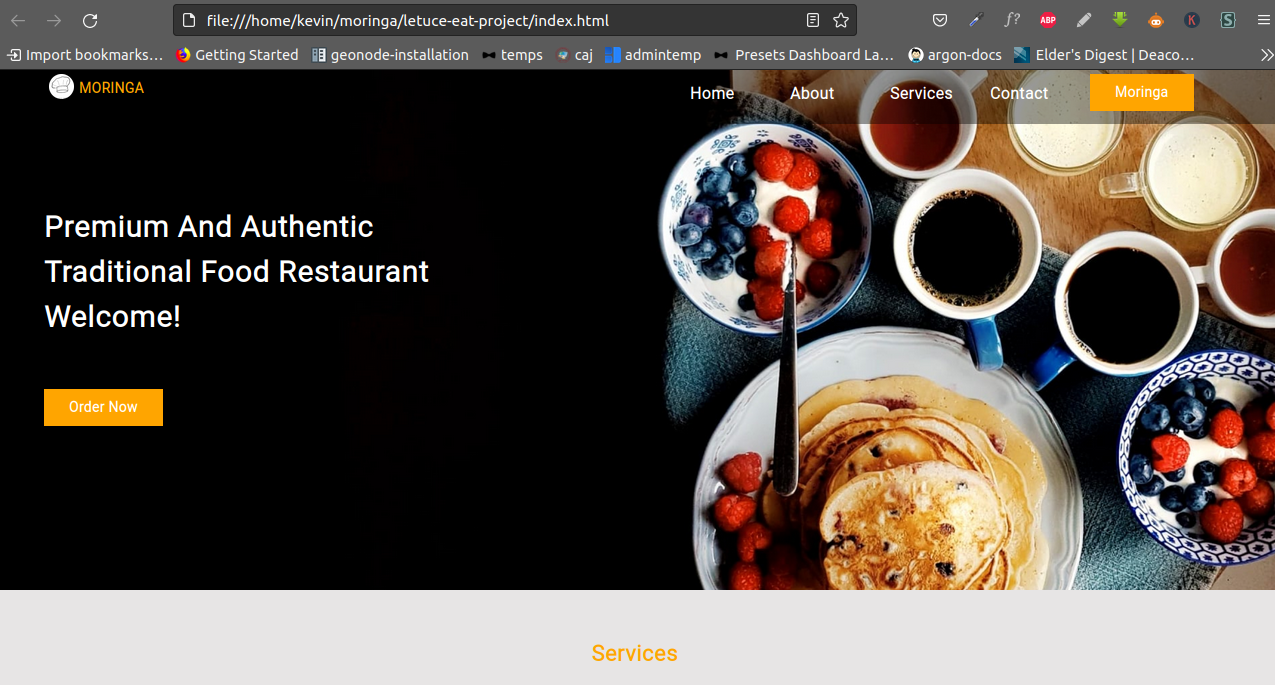 file:///home/kevin/moringa/letuce-eat-project/index.html
f?
ABP
K
S
Import bookmarks…
Getting Started
geonode-installation
temps
caj
admintemp
Presets Dashboard La…
argon-docs
Elder's Digest | Deaco…
MORINGA
Home
About
Services
Contact
Moringa
Premium And Authentic
Traditional Food Restaurant
Welcome!
Order Now
Services